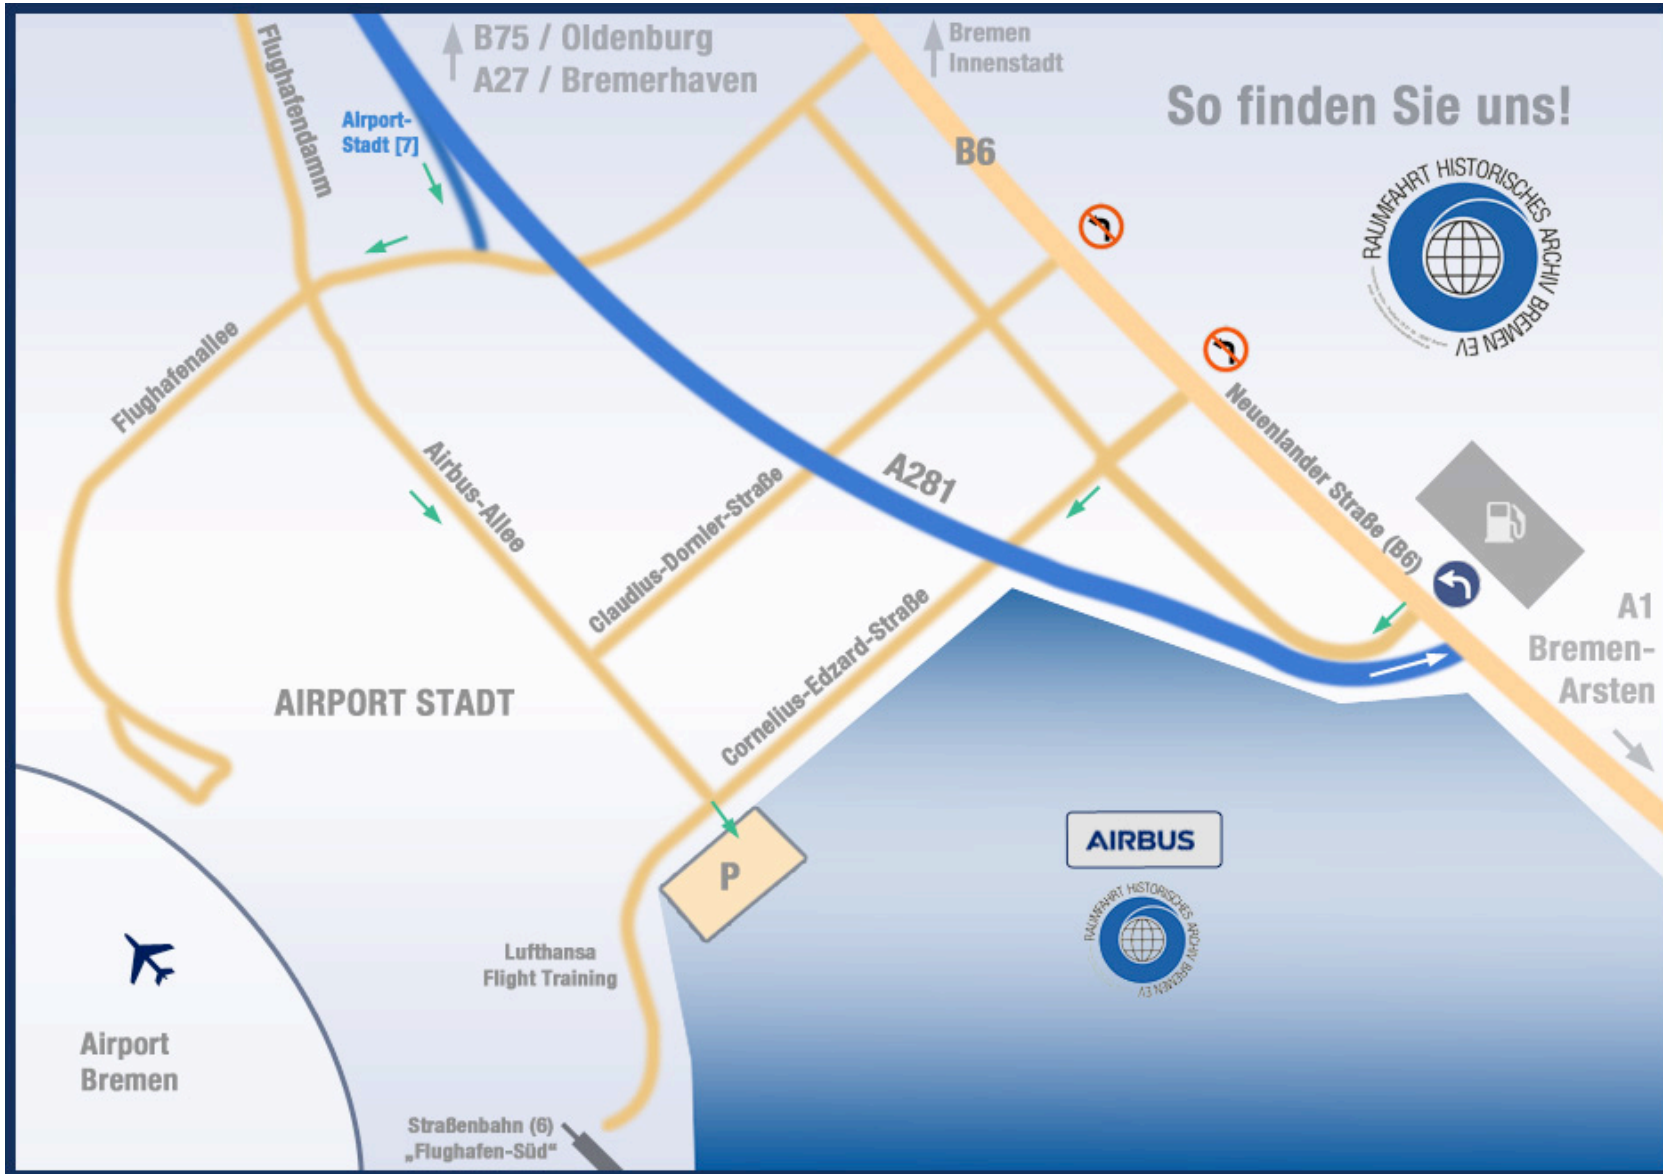 B75 / Oldenburg
A27 / Bremerhaven
Bremen
Innenstadt
So finden Sie uns!
Flughafendamm
Airport-
Stadt [7]
B6
RAUMFAHRT HISTORISCHES ARCHIV BREMEN EV
Flughafenallee
Airbus-Allee
Claudius-Dornier-Straße
A281
Neuenlander Straße (B6)
Cornelius-Edzard-Straße
A1
Bremen-
Arsten
AIRPORT STADT
AIRBUS
P
RAUMFAHRT HISTORISCHES ARCHIV BREMEN EV
Lufthansa
Flight Training
Airport
Bremen
Straßenbahn (6)
„Flughafen-Süd“